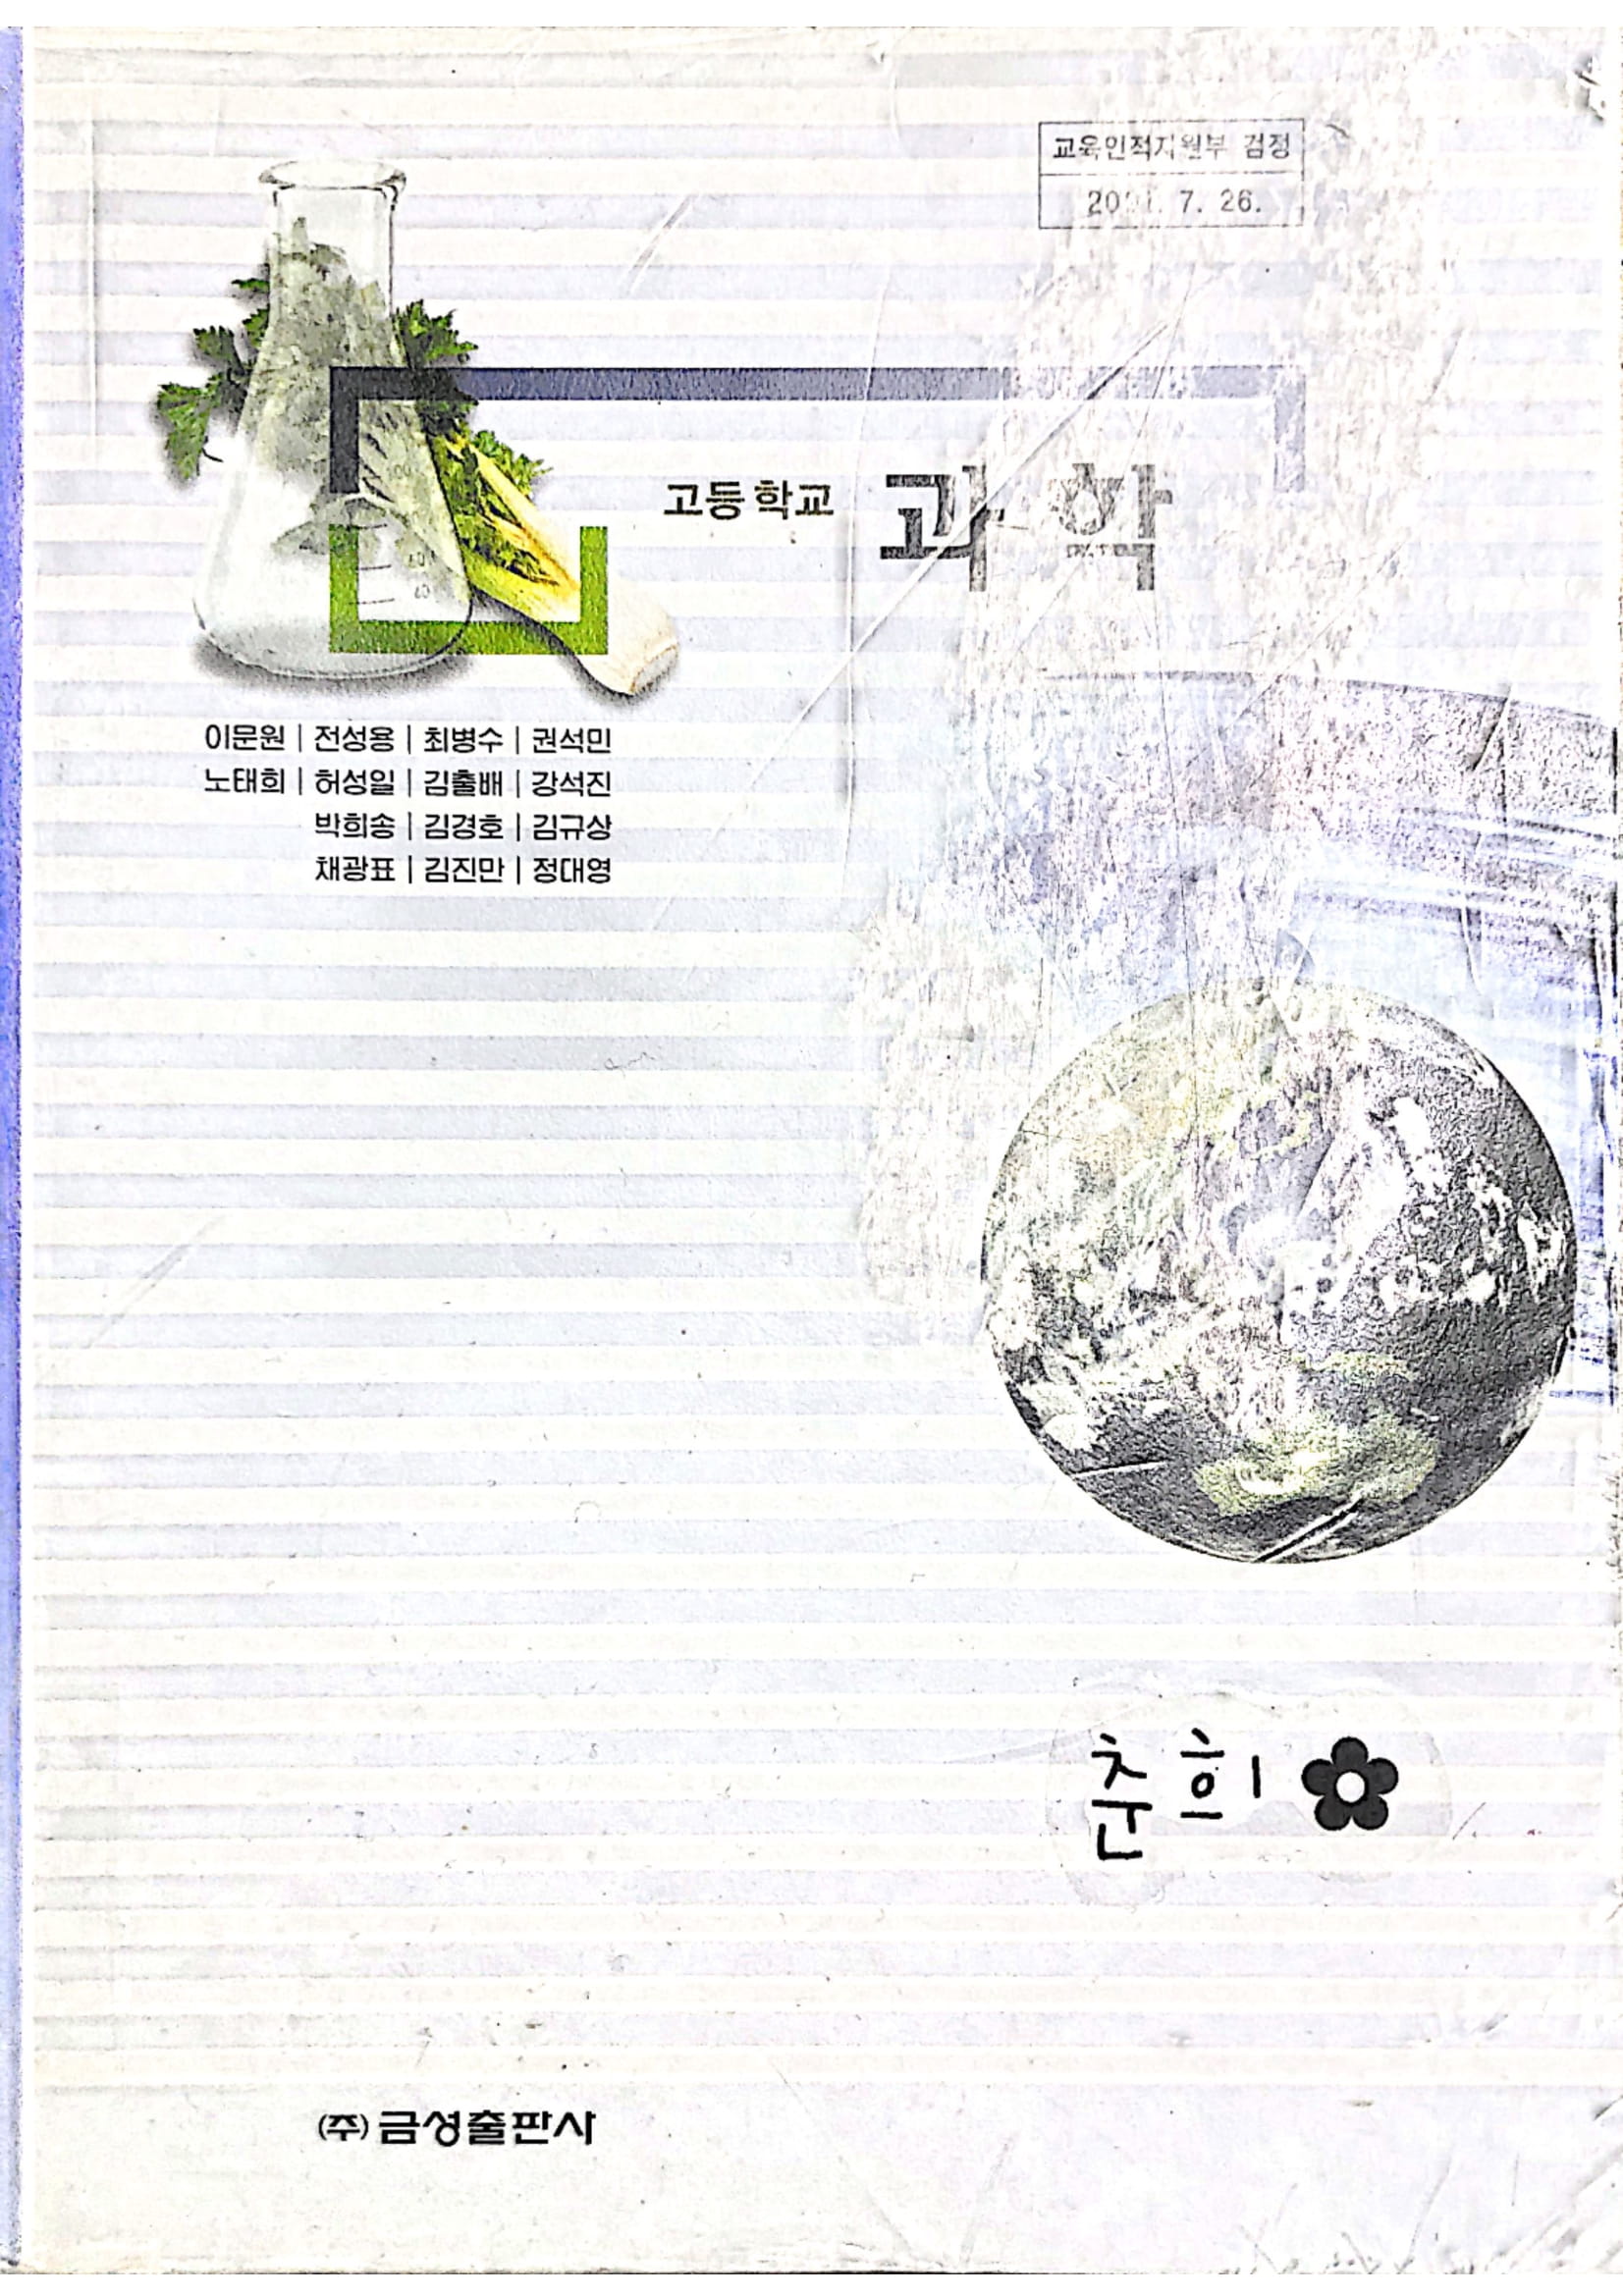 교육인적자원부 검정
2001. 7. 26.
고등학교 과학
이문원 | 전성용 | 최병수 | 권석민
노태희 | 허성일 | 김출배 | 강석진
박희송 | 김경호 | 김규상
채광표 | 김진만 | 정대영
춘희
(주) 금성출판사